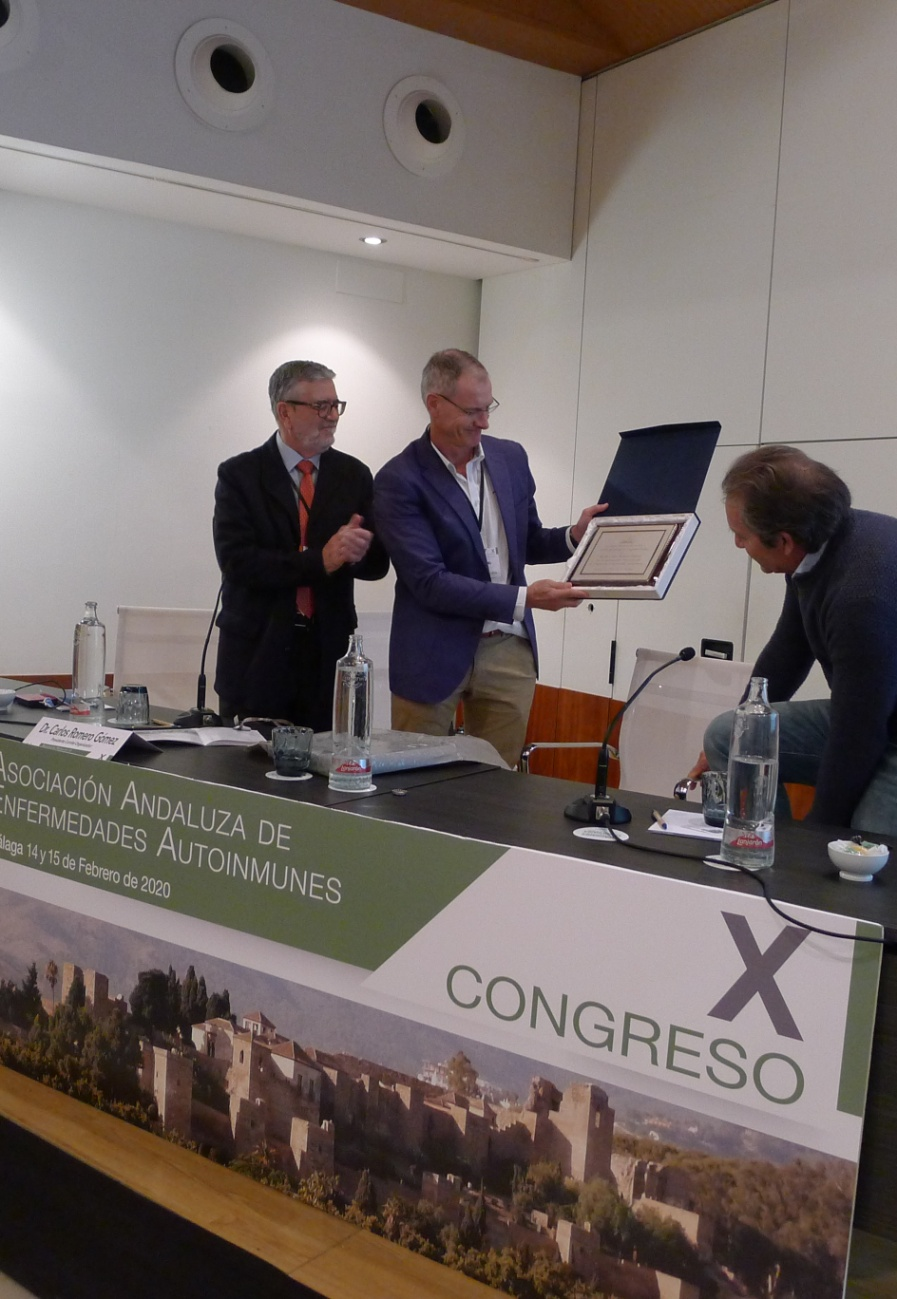 Dr. Carlos Romero Gómez
ASOCIACIÓN ANDALUZA DE
ENFERMEDADES AUTOINMUNES
álaga 14 y 15 de Febrero de 2020
X
CONGRESO